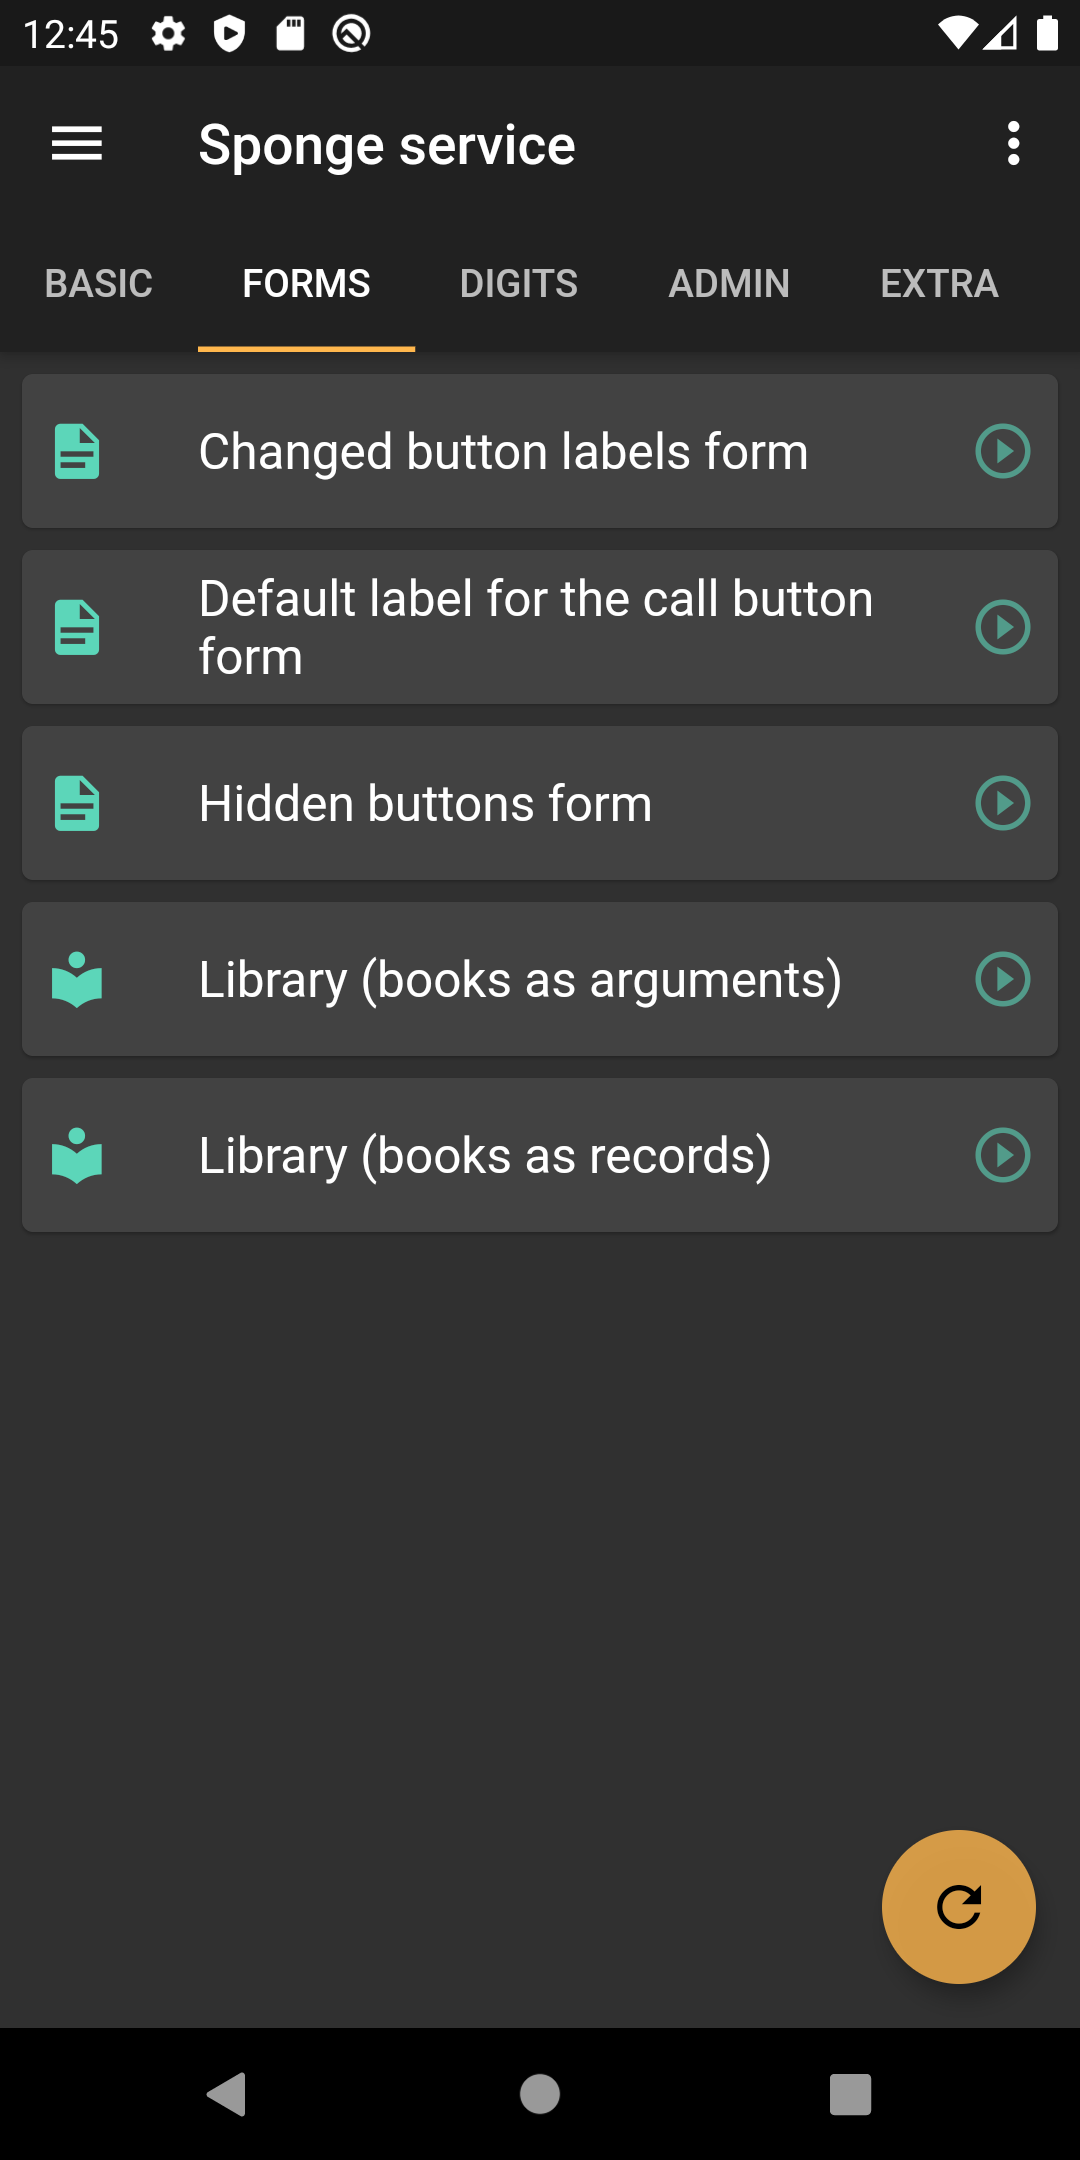 12:45
Sponge service
BASIC
FORMS
DIGITS
ADMIN
EXTRA
Changed button labels form
Default label for the call button
form
Hidden buttons form
Library (books as arguments)
Library (books as records)